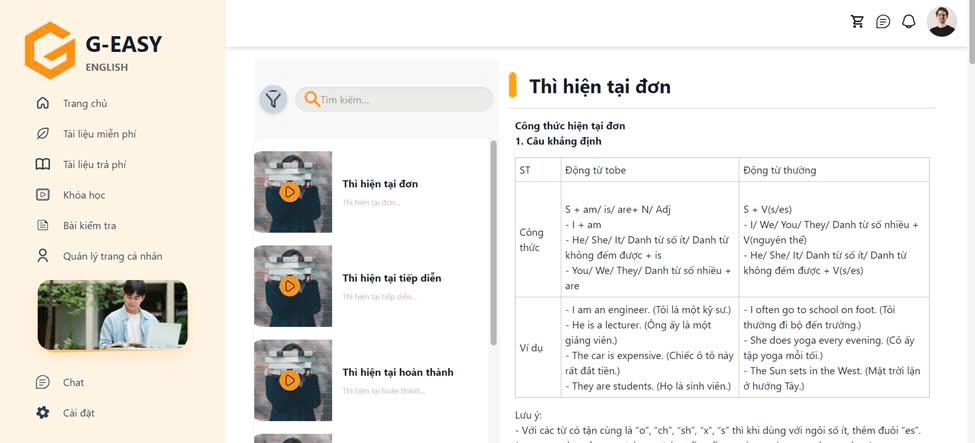 G-EASY
ENGLISH
Trang chủ
Tài liệu miễn phí
Tài liệu trả phí
Khóa học
Bài kiểm tra
Quản lý trang cá nhân
Chat
Cài đặt
Tìm kiếm....
Thì hiện tại đơn
Thì hiện tại đơn...
Thì hiện tại tiếp diễn
Thì hiện tại tiếp diễn...
Thì hiện tại hoàn thành
Thì hiện tại hoàn thành...
Thì hiện tại đơn
Công thức hiện tại đơn
1. Câu khẳng định
ST
Động từ tobe
Động từ thường
Công
thức
S + am/ is/ are+ N/ Adj
- I + am
- He/ She/ It/ Danh từ số ít/ Danh từ
không đếm được + is
- You/ We/ They/ Danh từ số nhiều +
are
S + V(s/es)
- I/ We/ You/ They/ Danh từ số nhiều +
V(nguyên thể)
- He/ She/ It/ Danh từ số ít/ Danh từ
không đếm được + V(s/es)
Ví dụ
- I am an engineer. (Tôi là một kỹ sư.)
- He is a lecturer. (Ông ấy là một
giảng viên.)
- The car is expensive. (Chiếc ô tô này
rất đắt tiền.)
- They are students. (Họ là sinh viên.)
- I often go to school on foot. (Tôi
thường đi bộ đến trường.)
- She does yoga every evening. (Cô ấy
tập yoga mỗi tối.)
- The Sun sets in the West. (Mặt trời lặn
ở hướng Tây.)
Lưu ý:
- Với các từ có tận cùng là "o", "ch", "sh", "x", "s" thì khi dùng với ngôi số ít, thêm đuôi "es".